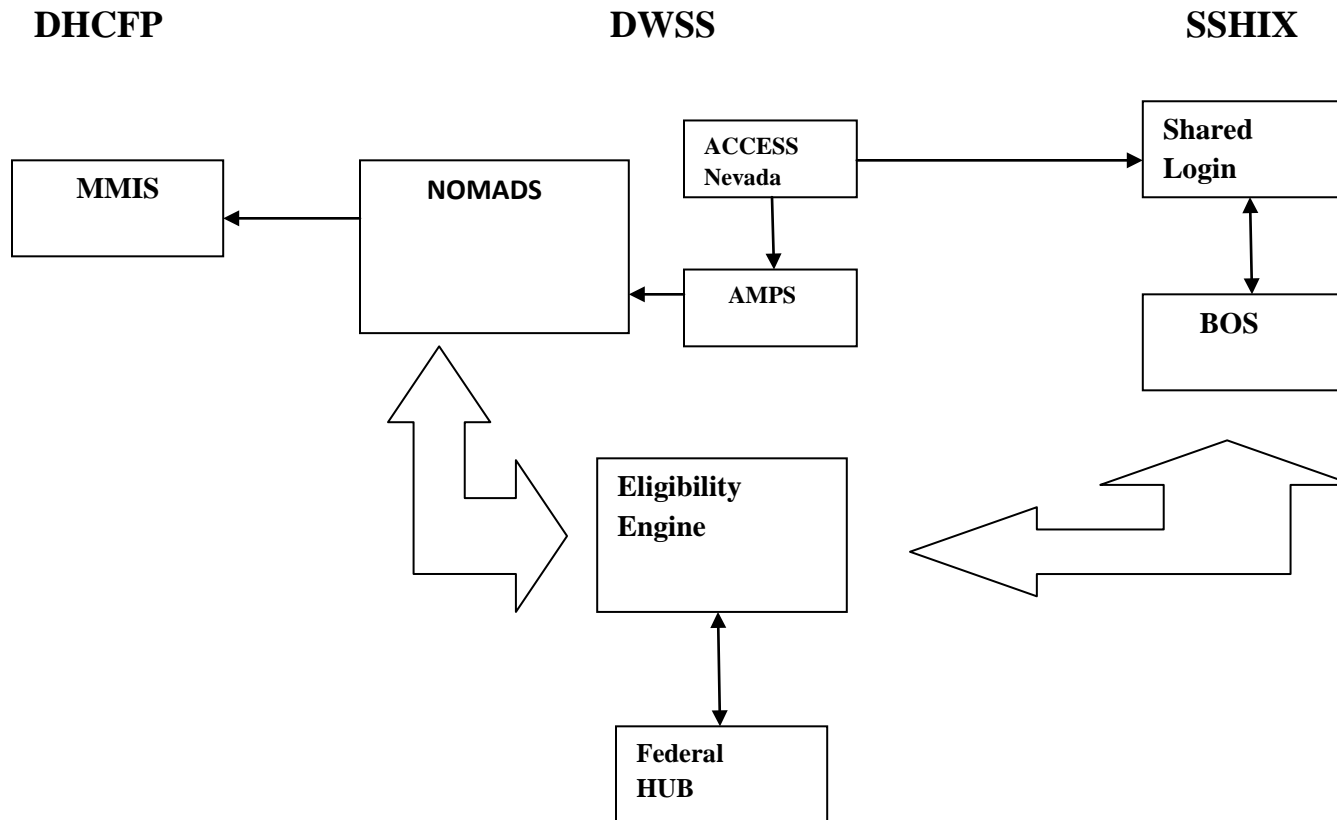 DHCFP
DWSS
SSHIX
MMIS
NOMADS
ACCESS
Nevada
Shared
Login
AMPS
BOS
Eligibility
Engine
Federal
HUB